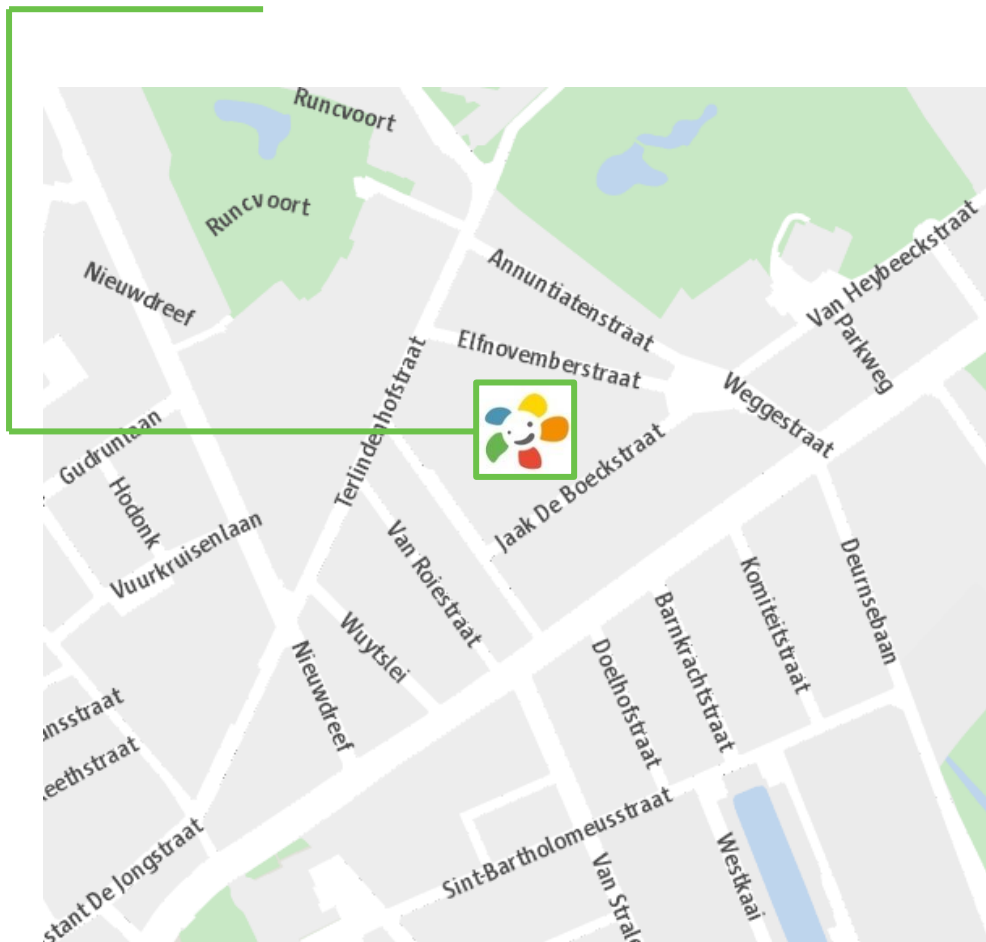 Runcvoort
Runcvoort
Nieuwdreef
Annuntiatenstraat
Van Heybeeckstraat
Parkweg
Elfnovemberstraat
Weggestraat
Terlindenhofstraat
Gudrunlaan
Hodonk
Vuurkruisenlaan
Jaak De Boeckstraat
Van Roiestraat
Wuytslei
Nieuwdreef
Deurnsebaan
Komiteitstraat
Barnkrachtstraat
Doelhofstraat
ansstraat
eethstraat
stant De Jongstraat
Sint-Bartholomeusstraat
Westkaai
Van Stral